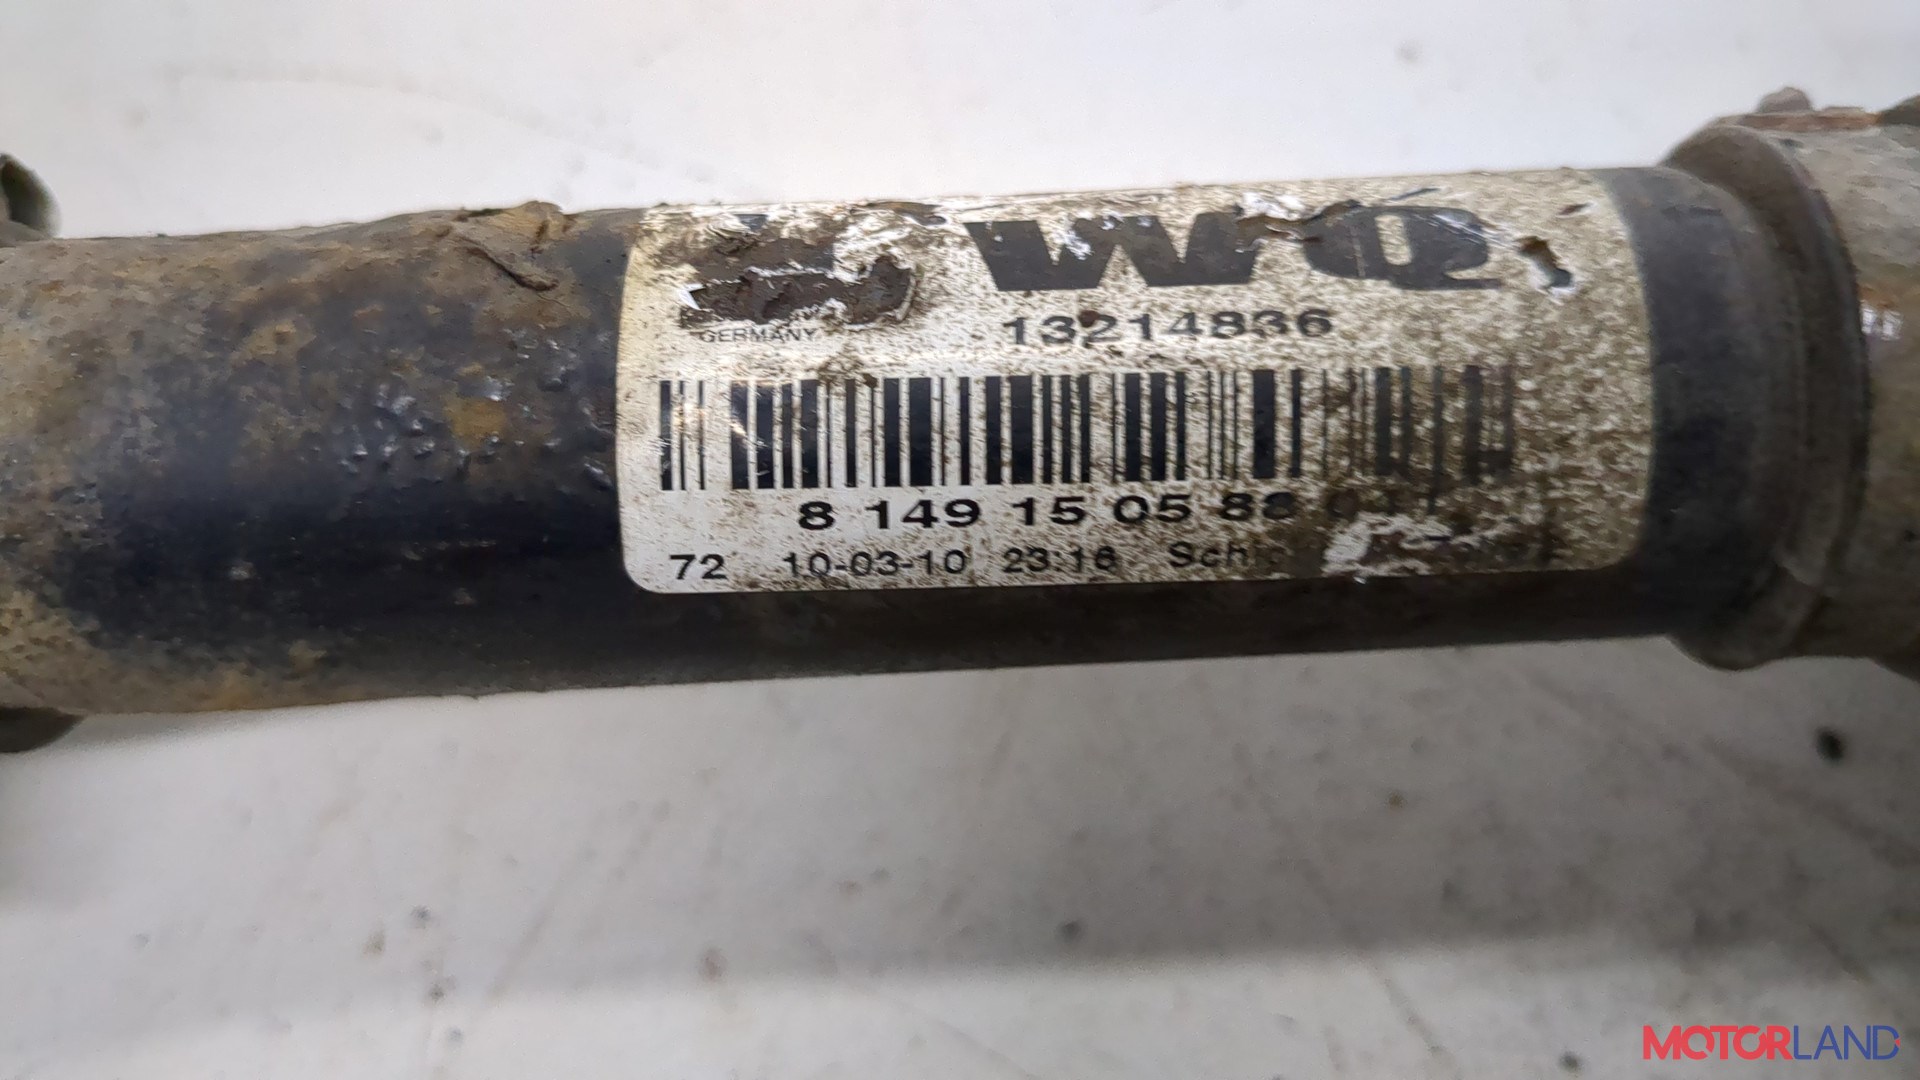 WQ
GERMANY
13214836
8 149 15 05 88
72 10-03-10 23:16
MOTORLAND